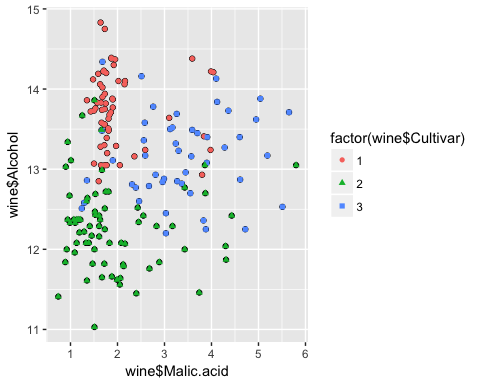 15
14
13
12
11
wine$Alcohol
1 2 3 4 5 6
wine$Malic.acid
factor(wine$Cultivar)
1
2
3